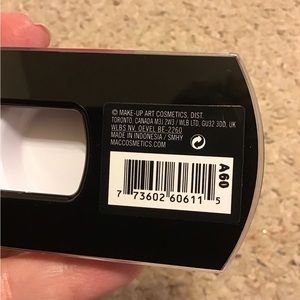 © MAKE-UP ART COSMETICS, DIST.
TORONTO, CANADA M3J 2W3 / WLB LTD, GU32 3DD, UK
WLBS NV, OEVEL BE-2260
MADE IN INDONESIA / SMHY
MACCOSMETICS.COM
A60
7 73602 60611 5